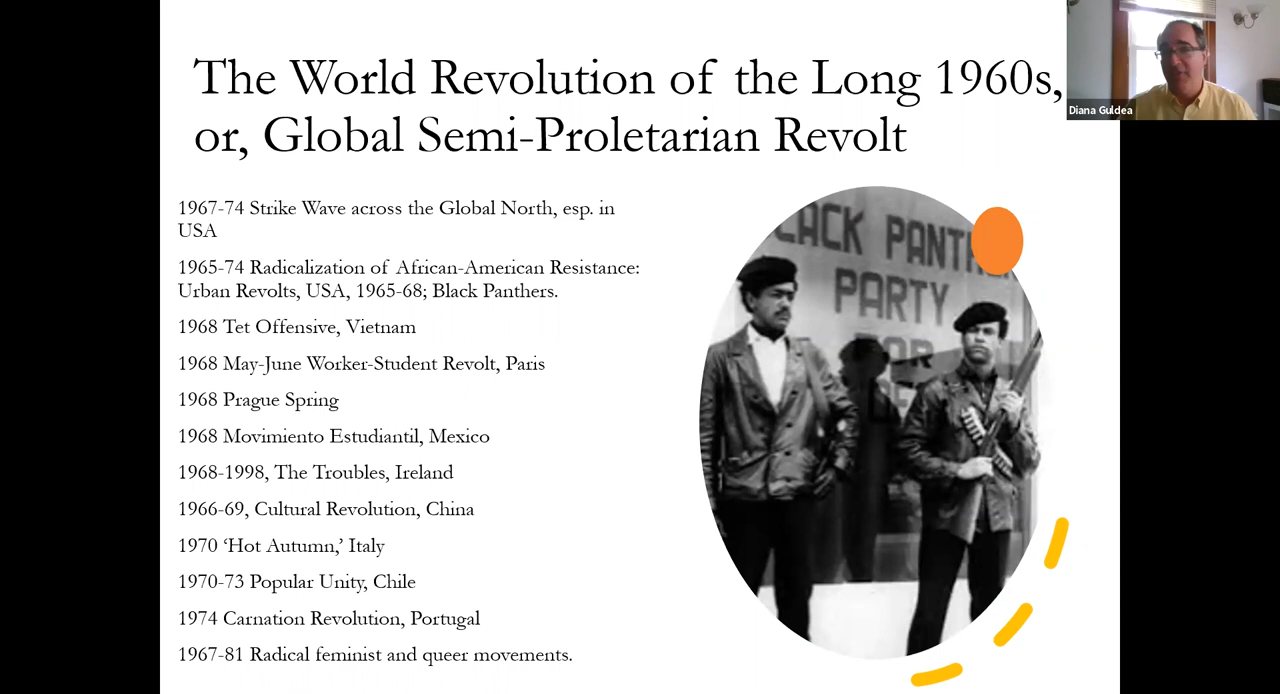 The World Revolution of the Long 1960s,
or, Global Semi-Proletarian Revolt
Diana Guldea
1967-74 Strike Wave across the Global North, esp. in
USA
1965-74 Radicalization of African-American Resistance:
Urban Revolts, USA, 1965-68; Black Panthers.
1968 Tet Offensive, Vietnam
1968 May-June Worker-Student Revolt, Paris
1968 Prague Spring
1968 Movimiento Estudiantil, Mexico
1968-1998, The Troubles, Ireland
1966-69, Cultural Revolution, China
1970 ‘Hot Autumn,’ Italy
1970-73 Popular Unity, Chile
1974 Carnation Revolution, Portugal
1967-81 Radical feminist and queer movements.
LACK PANTH
PARTY
FOR